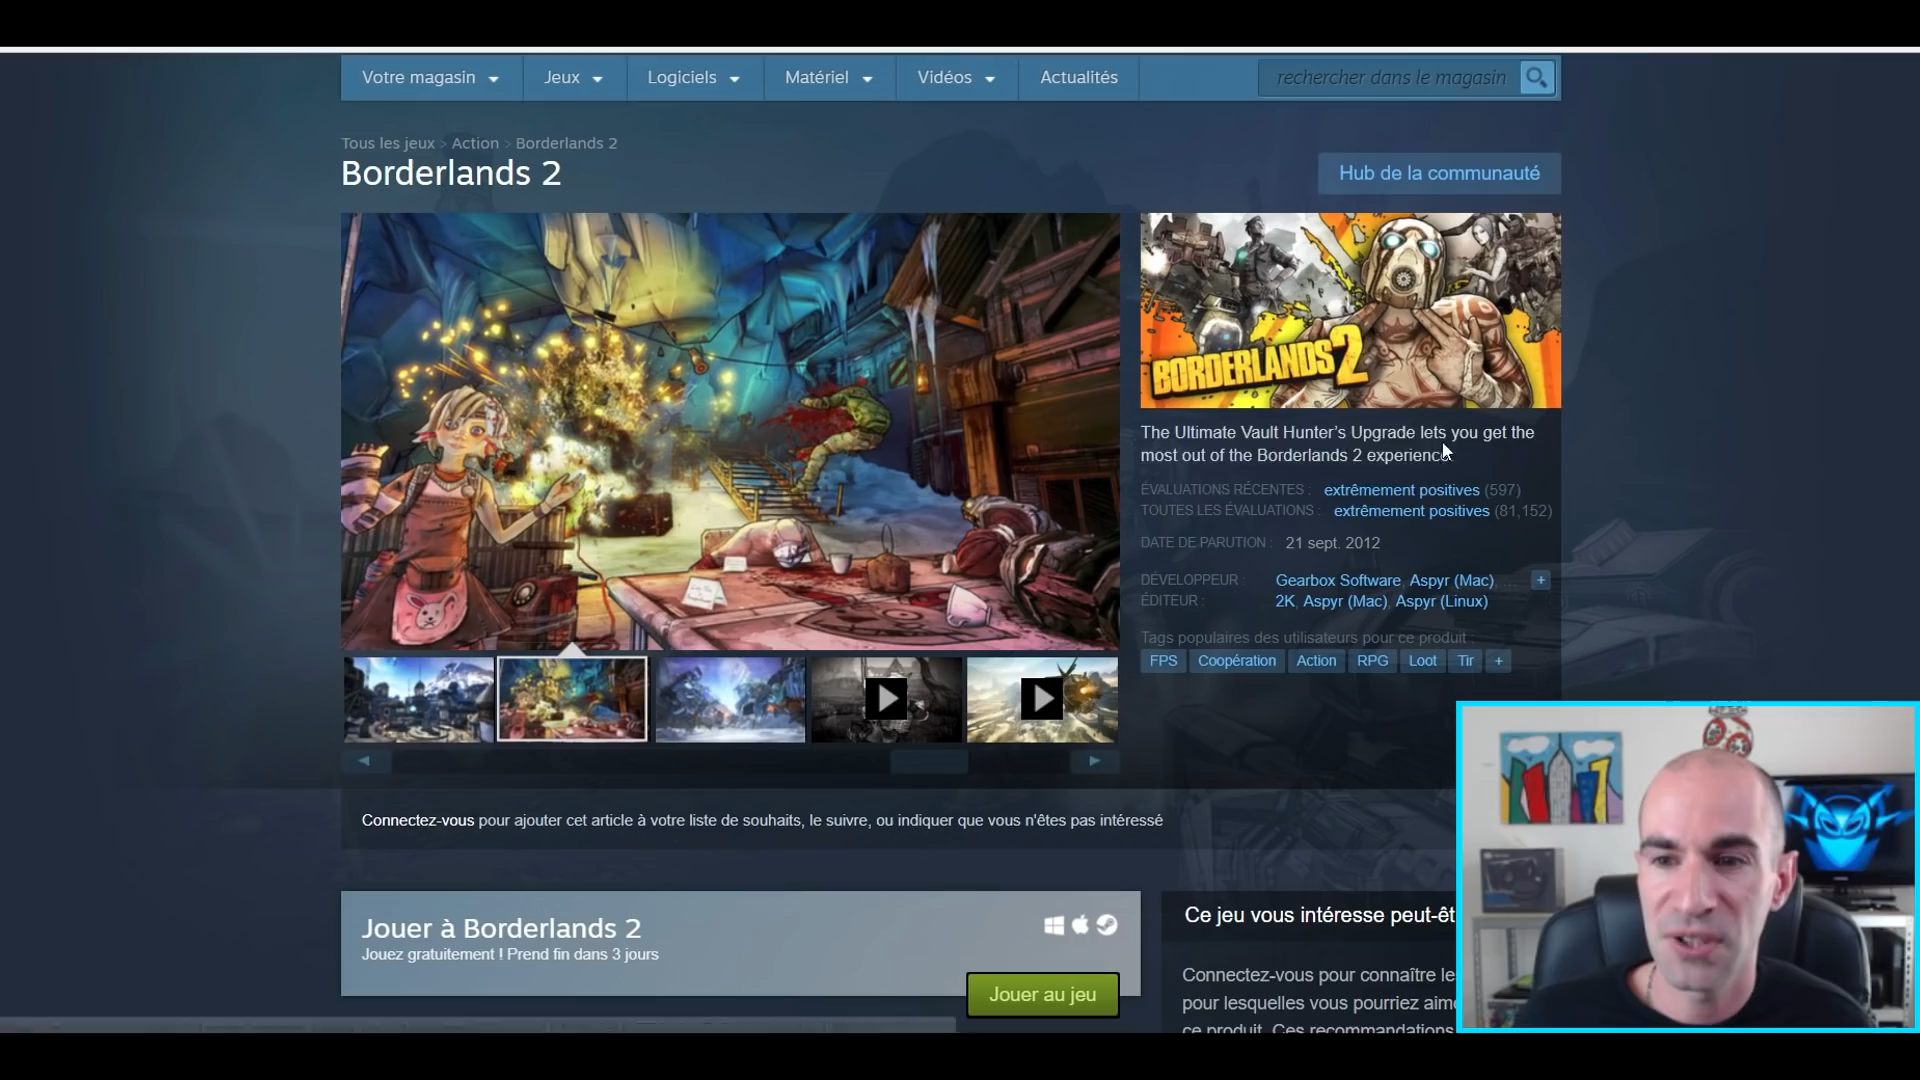 Votre magasin
Jeux
Logiciels
Matériel
Vidéos
Actualités
rechercher dans le magasin
Tous les jeux > Action > Borderlands 2
Borderlands 2
Hub de la communauté
BORDERLANDS 2
The Ultimate Vault Hunter’s Upgrade lets you get the
most out of the Borderlands 2 experience
ÉVALUATIONS RÉCENTES : extrêmement positives (597)
TOUTES LES ÉVALUATIONS : extrêmement positives (81,152)
DATE DE PARUTION : 21 sept. 2012
DÉVELOPPEUR : Gearbox Software, Aspyr (Mac), ... +
ÉDITEUR : 2K, Aspyr (Mac), Aspyr (Linux)
Tags populaires des utilisateurs pour ce produit :
FPS Coopération Action RPG Loot Tir +
Connectez-vous pour ajouter cet article à votre liste de souhaits, le suivre, ou indiquer que vous n'êtes pas intéressé
Jouer à Borderlands 2
Jouez gratuitement ! Prend fin dans 3 jours
Jouer au jeu
Ce jeu vous intéresse peut-êt
Connectez-vous pour connaître le
pour lesquelles vous pourriez aim
ce produit. Ces recommandations